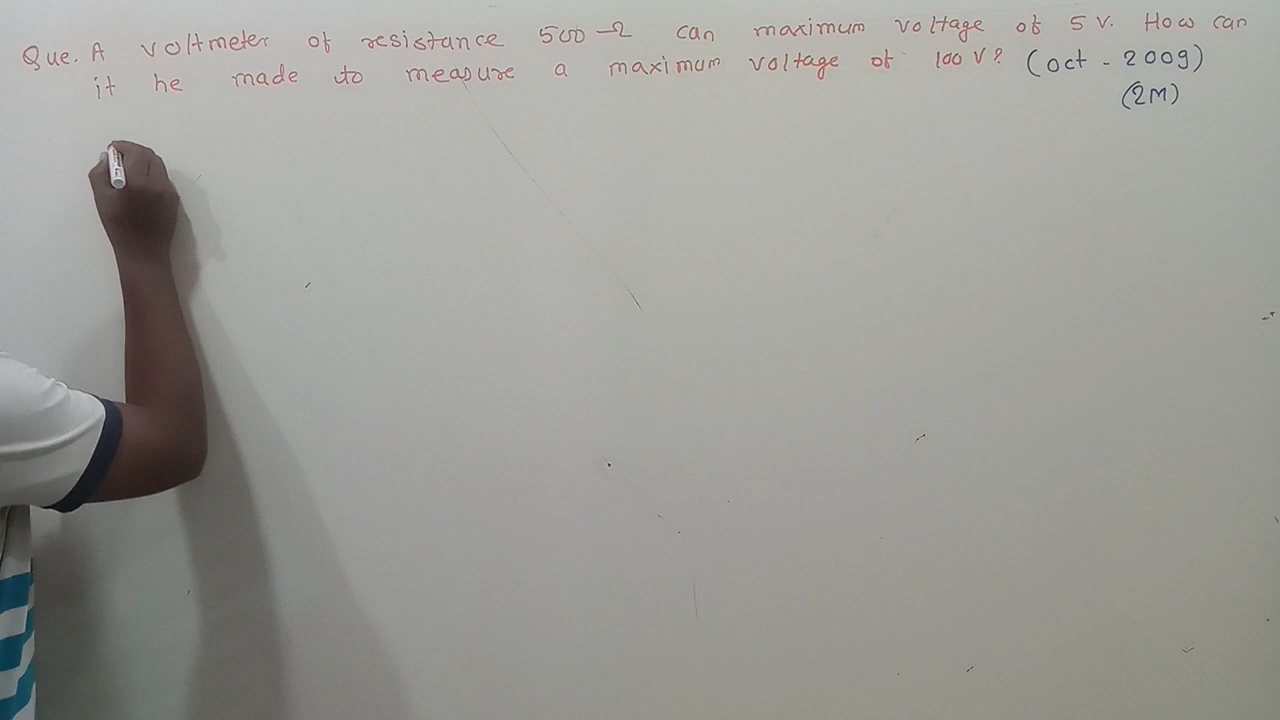 Que. A voltmeter of resistance 500 Ω can maximum voltage of 5 V. How can
it he made to measure a maximum voltage of 100 V? (Oct - 2009)
(2M)